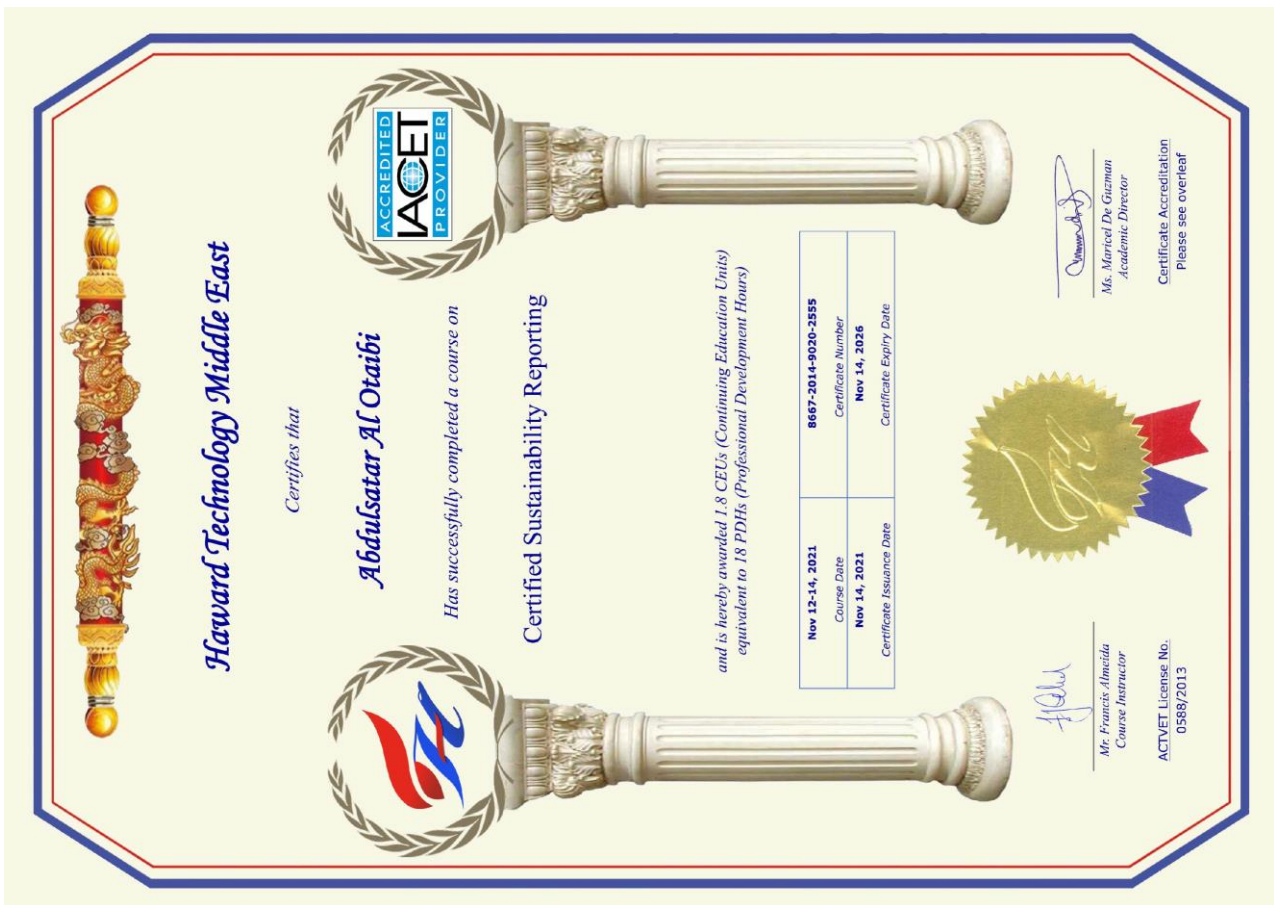 Haward Technology Middle East
Certifies that
ACCREDITED
IACET
PROVIDER
Abdulsatar Al Otaibi
Has successfully completed a course on
Certified Sustainability Reporting
and is hereby awarded 1.8 CEUs (Continuing Education Units)
equivalent to 18 PDHs (Professional Development Hours)
Nov 12-14, 2021
Course Date
8667-2014-9020-2555
Certificate Number
Nov 14, 2021
Certificate Issuance Date
Nov 14, 2026
Certificate Expiry Date
Mr. Francis Almeida
Course Instructor
ACTVET License No.
0588/2013
Ms. Maricel De Guzman
Academic Director
Certificate Accreditation
Please see overleaf